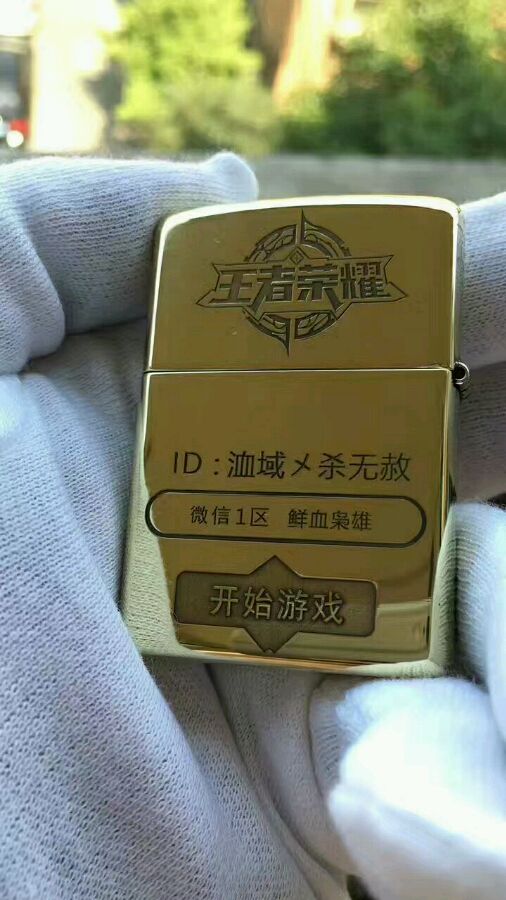 王者荣耀
ID:洫域メ杀无赦
微信1区 鲜血枭雄
开始游戏